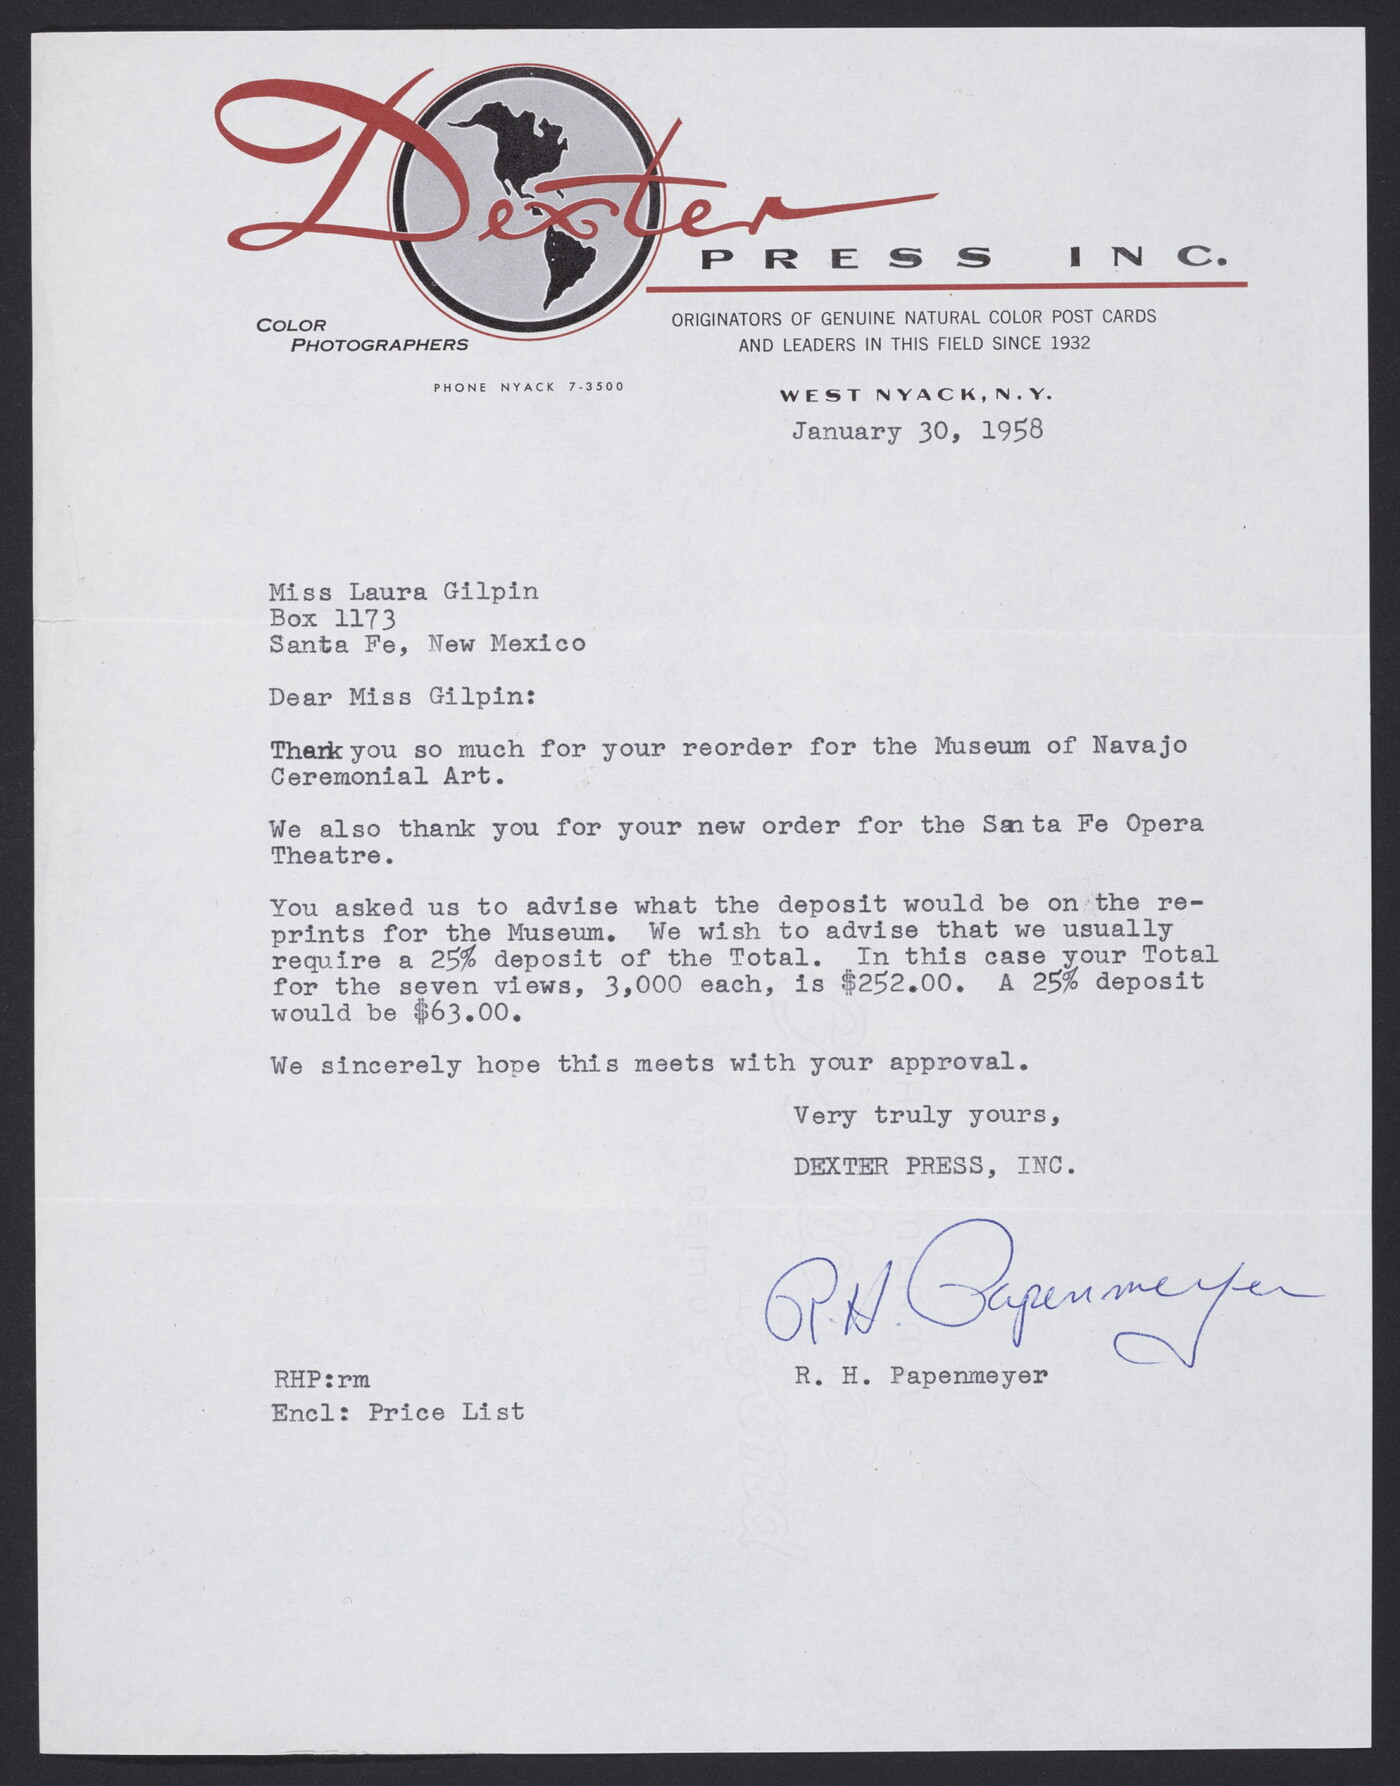 Dexter
PRESS INC.
COLOR
PHOTOGRAPHERS
ORIGINATORS OF GENUINE NATURAL COLOR POST CARDS
AND LEADERS IN THIS FIELD SINCE 1932
PHONE NYACK 7-3500
WEST NYACK, N.Y.
January 30, 1958
Miss Laura Gilpin
Box 1173
Santa Fe, New Mexico
Dear Miss Gilpin:
Thank you so much for your reorder for the Museum of Navajo
Ceremonial Art.
We also thank you for your new order for the Santa Fe Opera
Theatre.
You asked us to advise what the deposit would be on the re-
prints for the Museum. We wish to advise that we usually
require a 25% deposit of the Total. In this case your Total
for the seven views, 3,000 each, is $252.00. A 25% deposit
would be $63.00.
We sincerely hope this meets with your approval.
Very truly yours,
DEXTER PRESS, INC.
R. H. Papenmeyer
R. H. Papenmeyer
RHP:rm
Encl: Price List